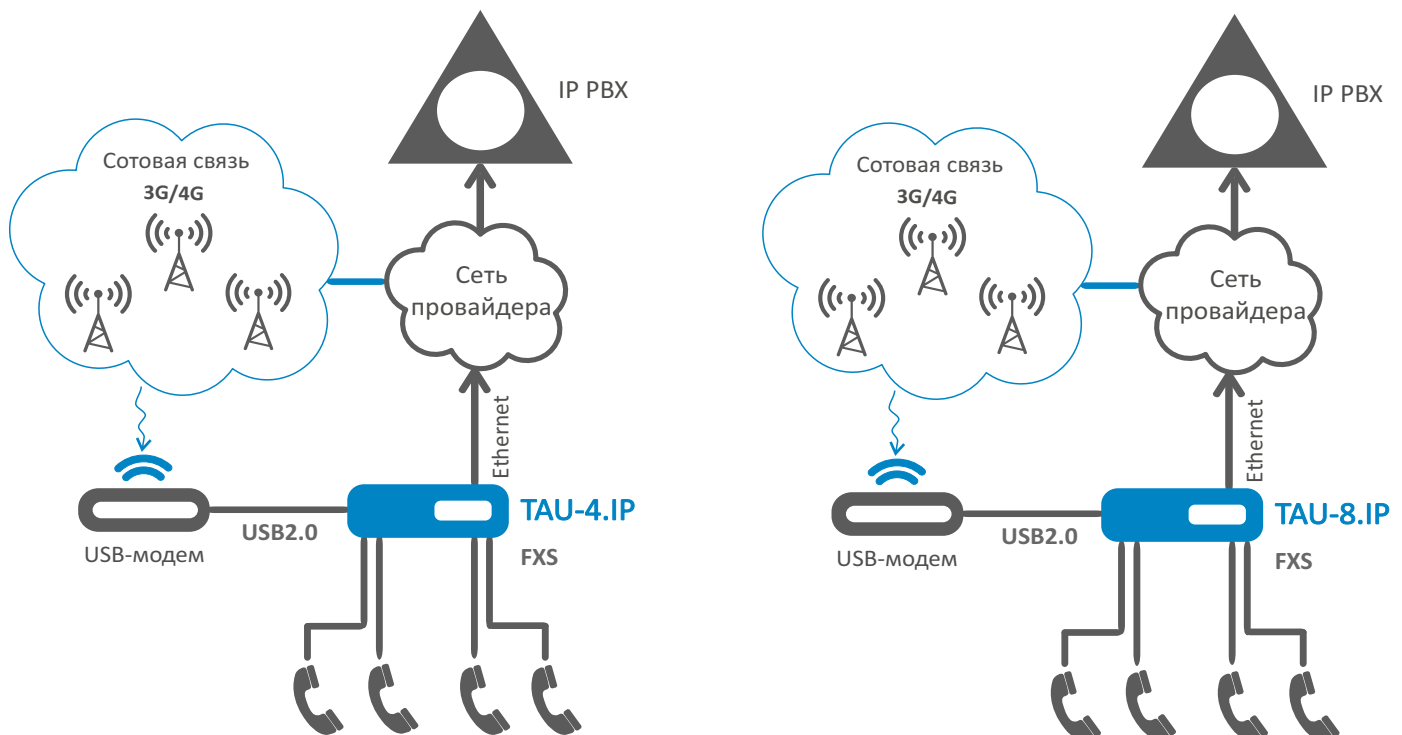 IP PBX
Сотовая связь
3G/4G
Сеть
провайдера
Ethernet
TAU-4.IP
USB2.0
USB-модем
FXS
IP PBX
Сотовая связь
3G/4G
Сеть
провайдера
Ethernet
TAU-8.IP
USB2.0
USB-модем
FXS